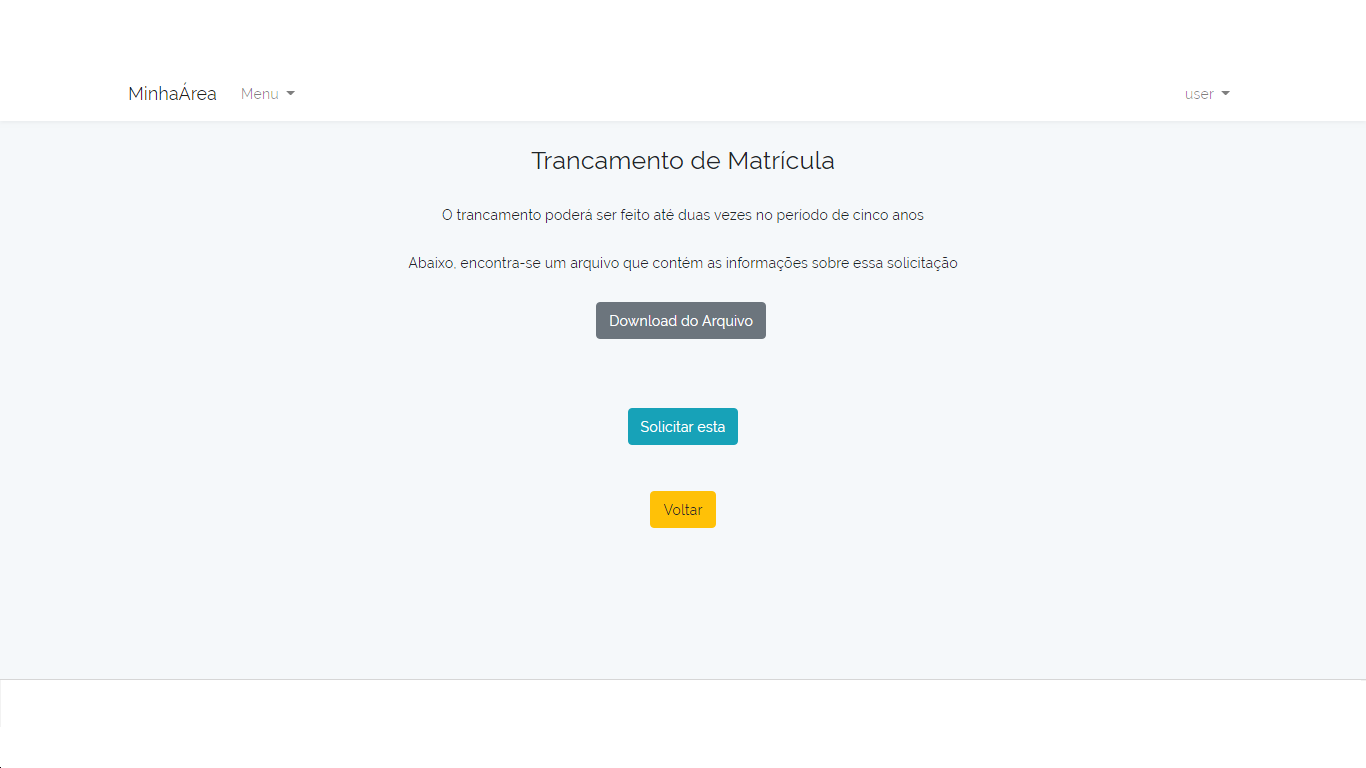 MinhaÁrea Menu user
Trancamento de Matrícula
O trancamento poderá ser feito até duas vezes no período de cinco anos
Abaixo, encontra-se um arquivo que contém as informações sobre essa solicitação
Download do Arquivo
Solicitar esta
Voltar